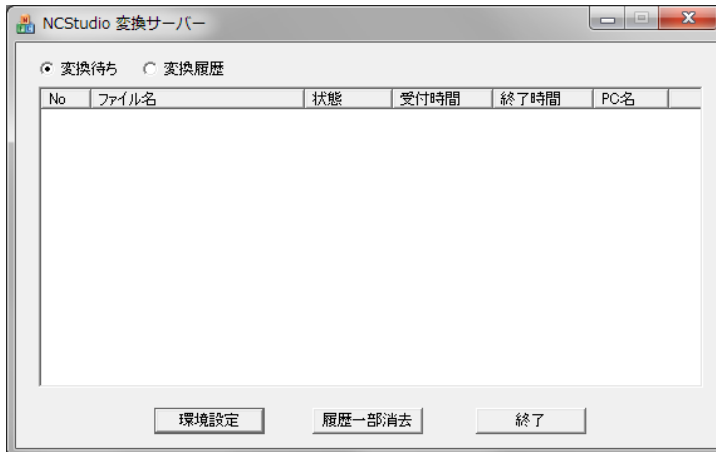 NCStudio 変換サーバー
変換待ち 変換履歴
No ファイル名 状態 受付時間 終了時間 PC名
環境設定 履歴一部消去 終了